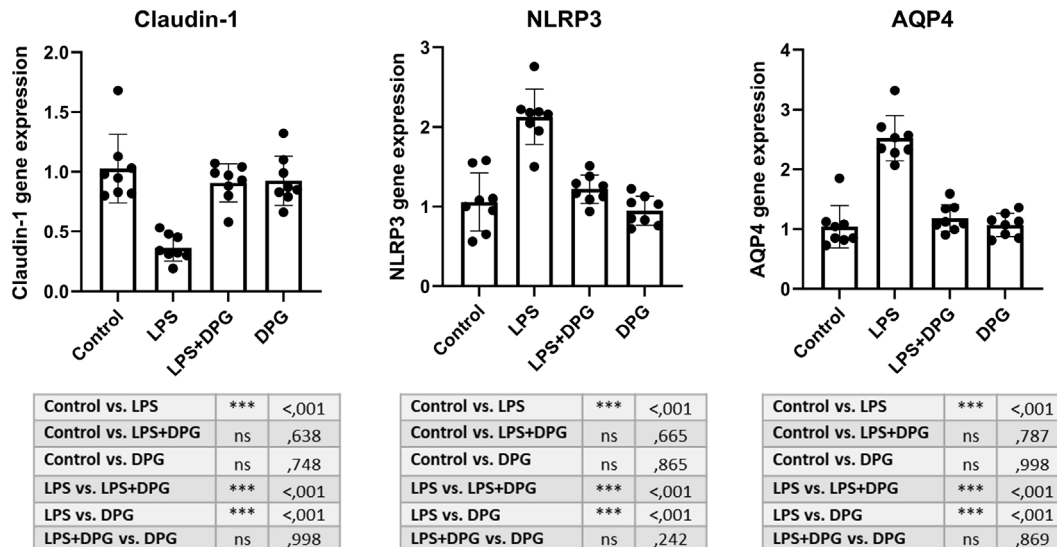 Claudin-1
Claudin-1 gene expression
2.0
1.5
1.0
0.5
0.0
Control
LPS
LPS+DPG
DPG
Control vs. LPS *** <,001
Control vs. LPS+DPG ns ,638
Control vs. DPG ns ,748
LPS vs. LPS+DPG *** <,001
LPS vs. DPG *** <,001
LPS+DPG vs. DPG ns ,998
NLRP3
NLRP3 gene expression
3
2
1
0
Control
LPS
LPS+DPG
DPG
Control vs. LPS *** <,001
Control vs. LPS+DPG ns ,665
Control vs. DPG ns ,865
LPS vs. LPS+DPG *** <,001
LPS vs. DPG *** <,001
LPS+DPG vs. DPG ns ,242
AQP4
AQP4 gene expression
4
3
2
1
0
Control
LPS
LPS+DPG
DPG
Control vs. LPS *** <,001
Control vs. LPS+DPG ns ,787
Control vs. DPG ns ,998
LPS vs. LPS+DPG *** <,001
LPS vs. DPG *** <,001
LPS+DPG vs. DPG ns ,869